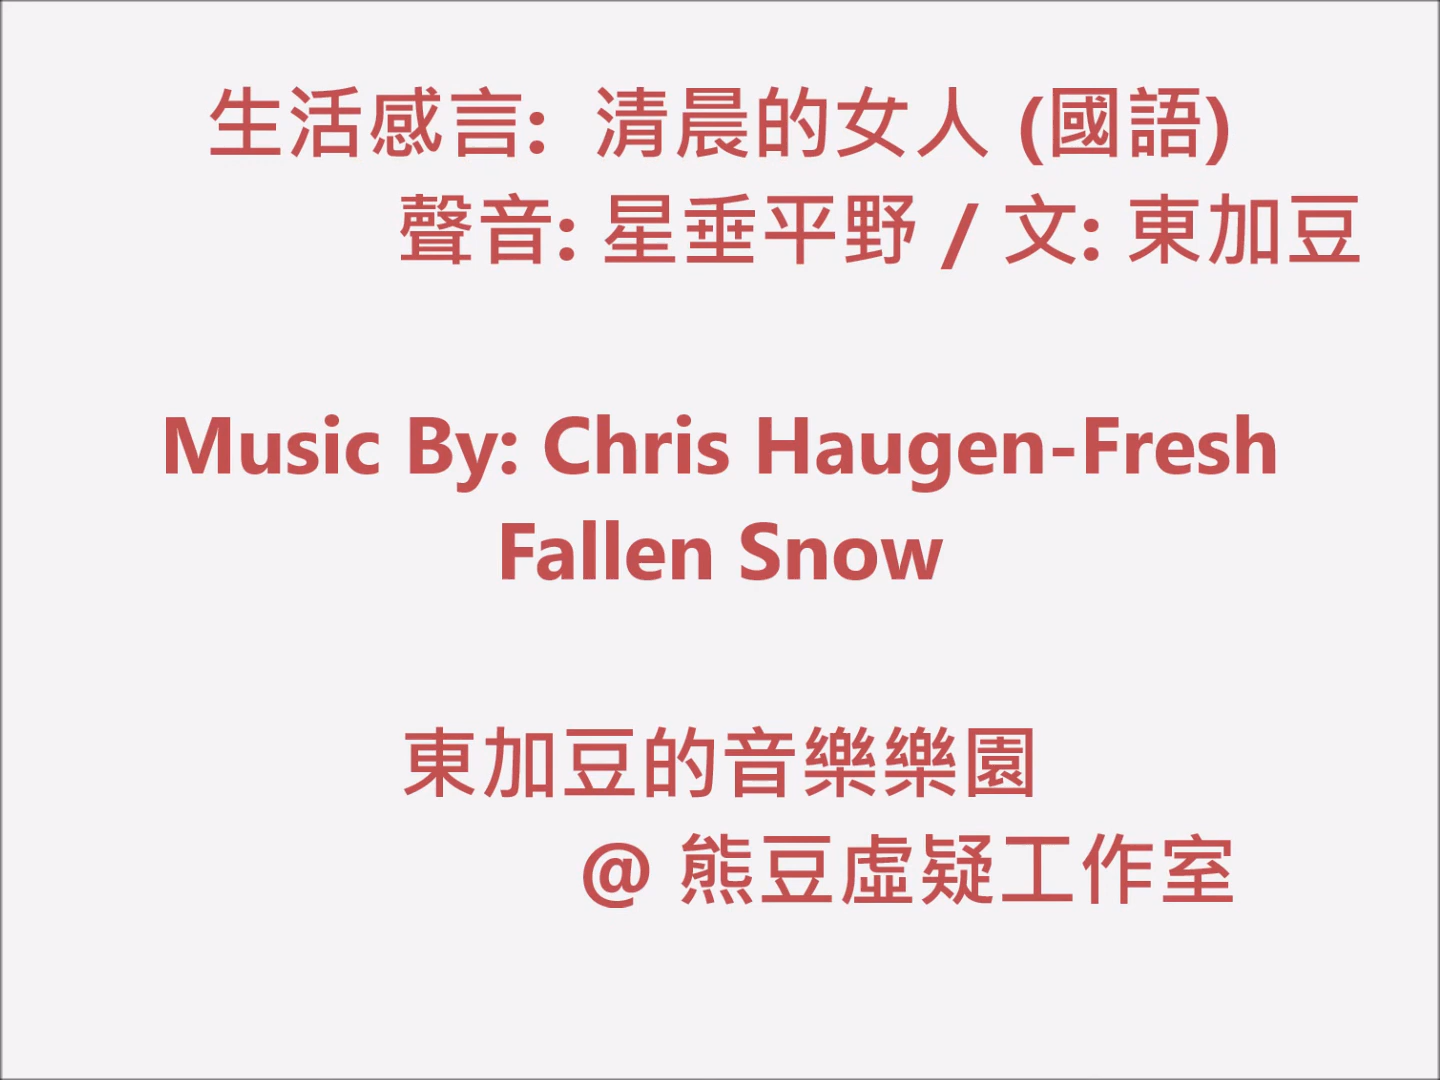 生活感言: 清晨的女人 (國語)
聲音: 星垂平野 / 文: 東加豆
Music By: Chris Haugen-Fresh
Fallen Snow
東加豆的音樂樂園
@ 熊豆虛疑工作室